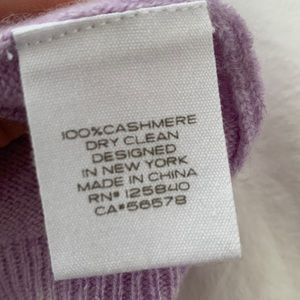 100%CASHMERE
DRY CLEAN
DESIGNED
IN NEW YORK
MADE IN CHINA
RN# 125840
CA#56578